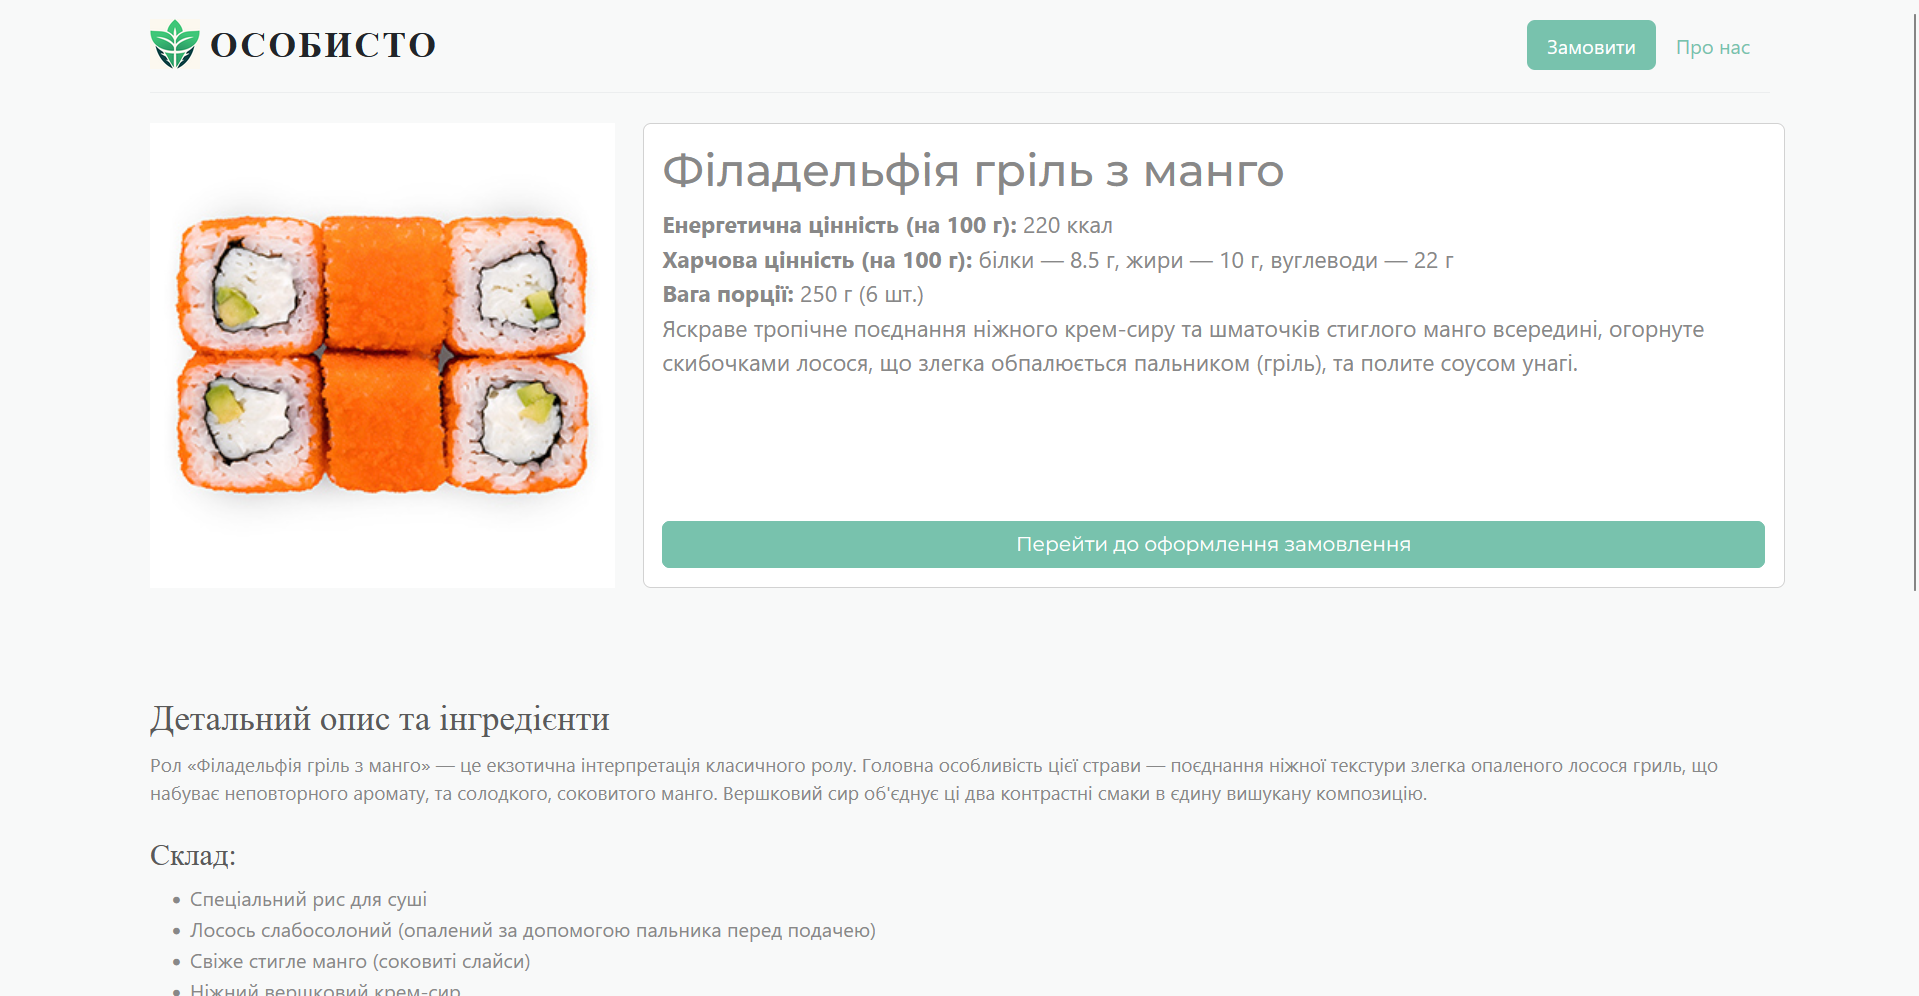 ОСОБИСТО
Замовити
Про нас
Філадельфія гріль з манго
Енергетична цінність (на 100 г): 220 ккал
Харчова цінність (на 100 г): білки — 8.5 г, жири — 10 г, вуглеводи — 22 г
Вага порції: 250 г (6 шт.)
Яскраве тропічне поєднання ніжного крем-сиру та шматочків стиглого манго всередині, огорнуте
скибочками лосося, що злегка обпалюється пальником (гріль), та полите соусом унагі.
Перейти до оформлення замовлення
Детальний опис та інгредієнти
Рол «Філадельфія гріль з манго» — це екзотична інтерпретація класичного ролу. Головна особливість цієї страви — поєднання ніжної текстури злегка опаленого лосося гриль, що
набуває неповторного аромату, та солодкого, соковитого манго. Вершковий сир об'єднує ці два контрастні смаки в єдину вишукану композицію.
Склад:
• Спеціальний рис для суші
• Лосось слабосолоний (опалений за допомогою пальника перед подачею)
• Свіже стигле манго (соковиті слайси)
• Ніжний вершковий крем-сир